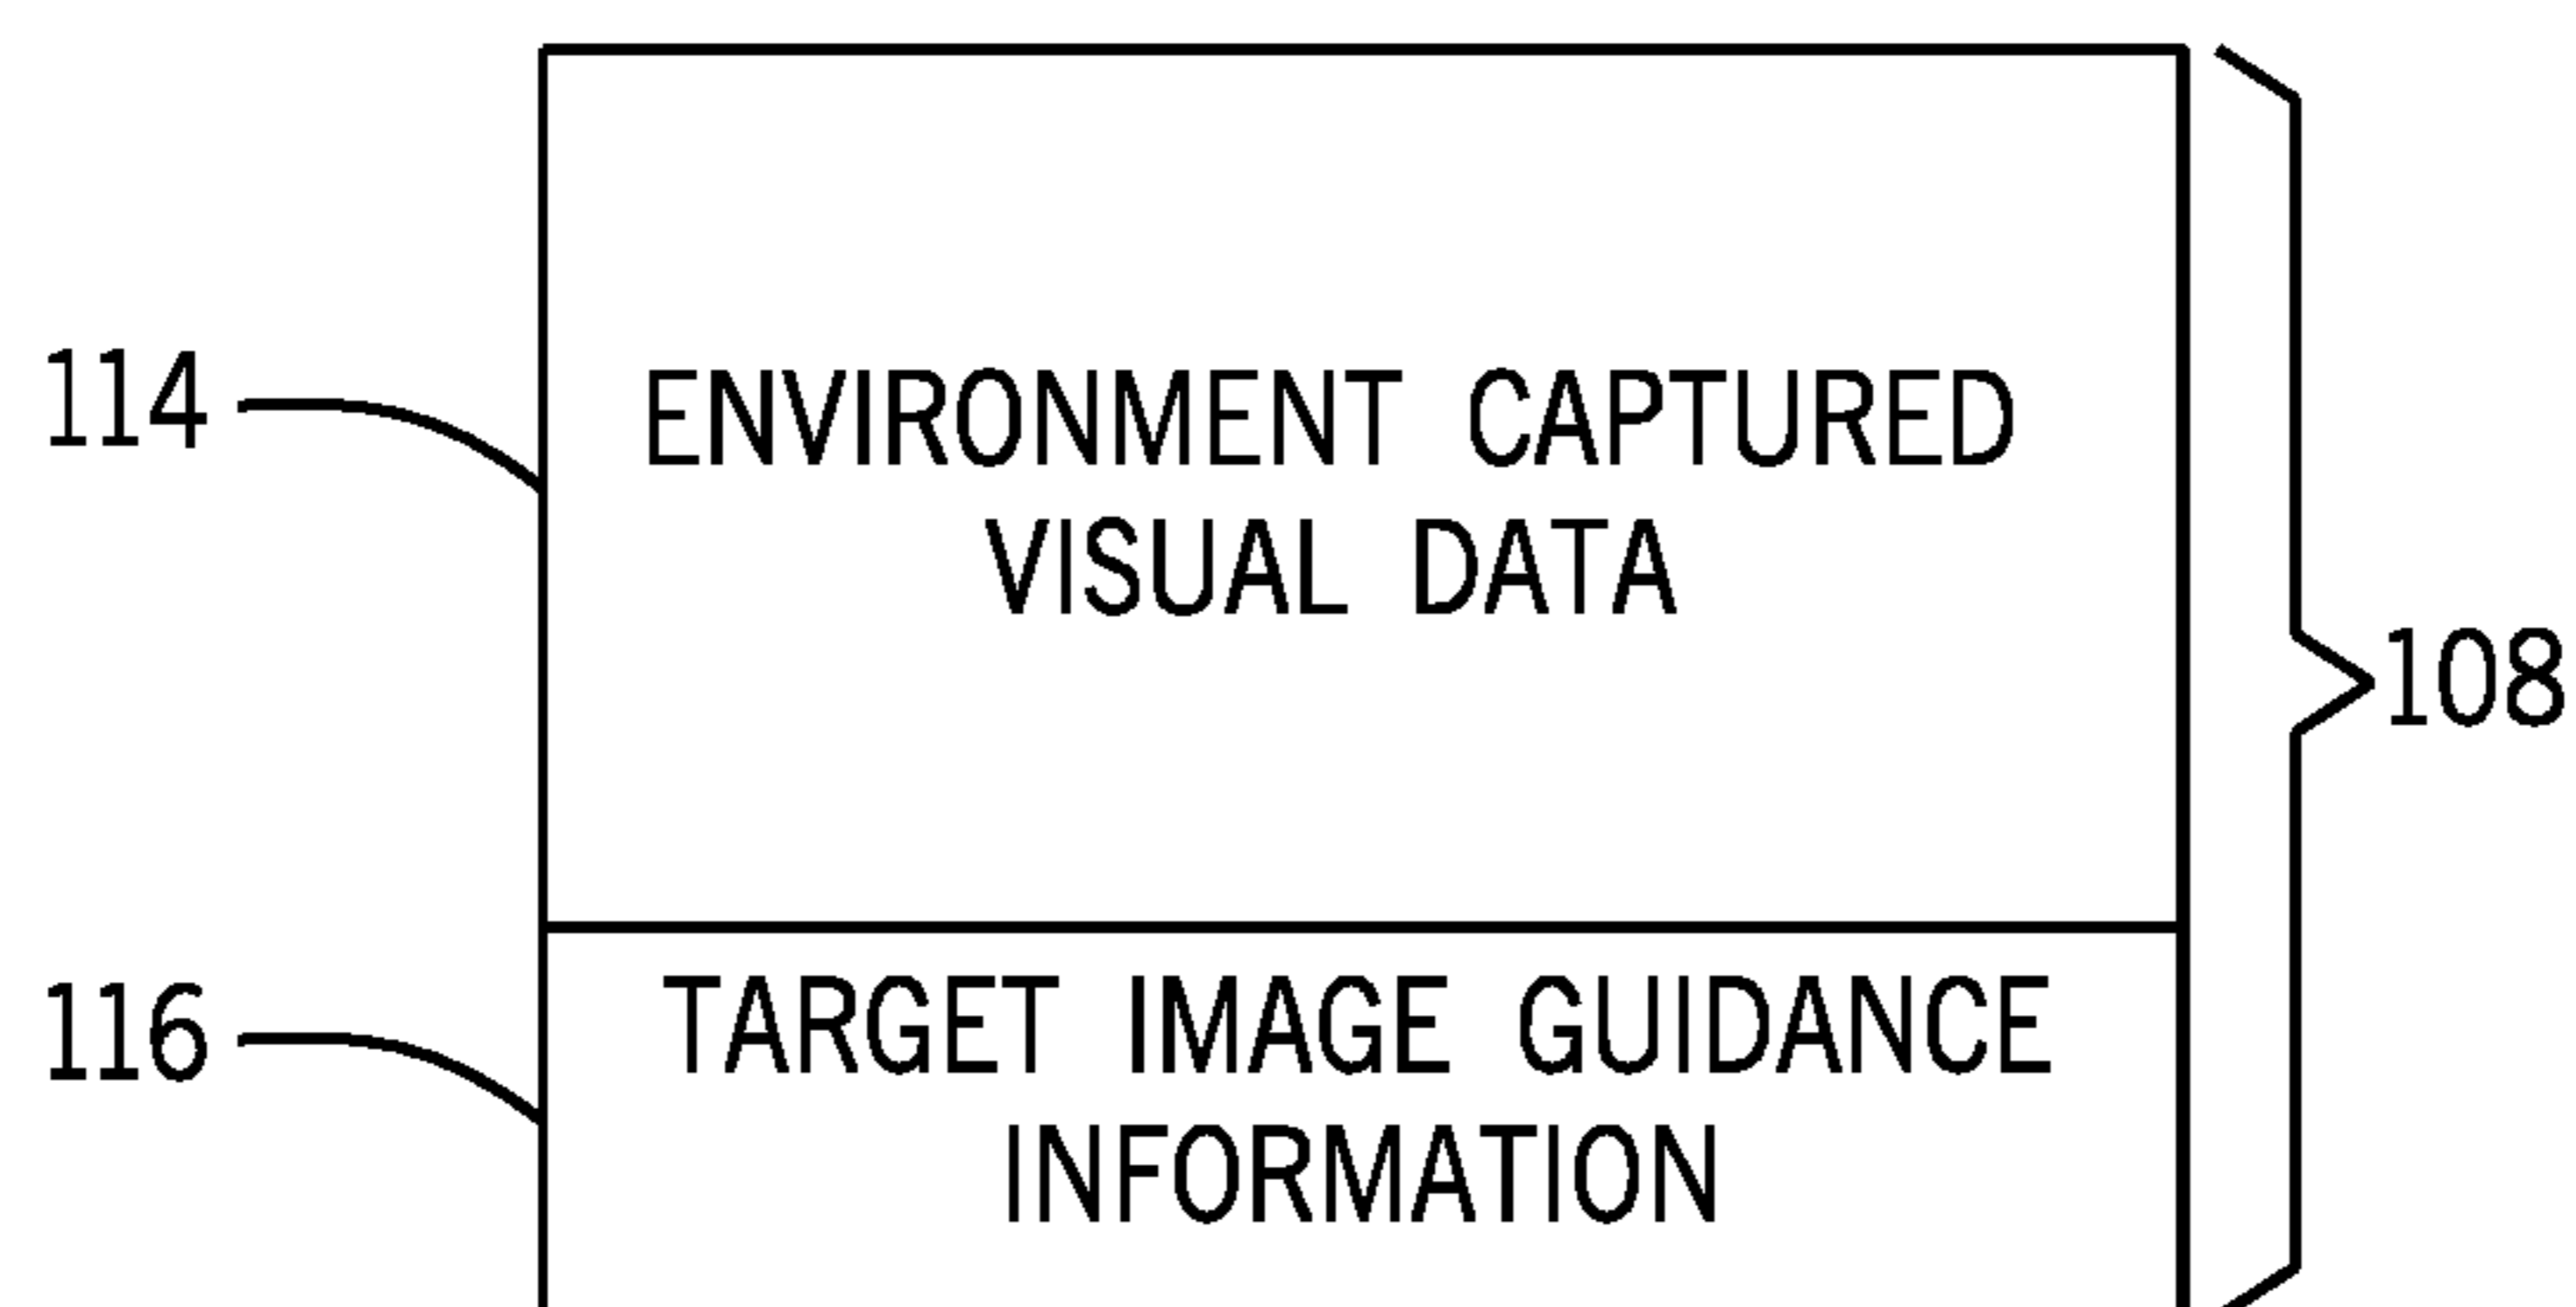 114
ENVIRONMENT CAPTURED
VISUAL DATA
108
116
TARGET IMAGE GUIDANCE
INFORMATION